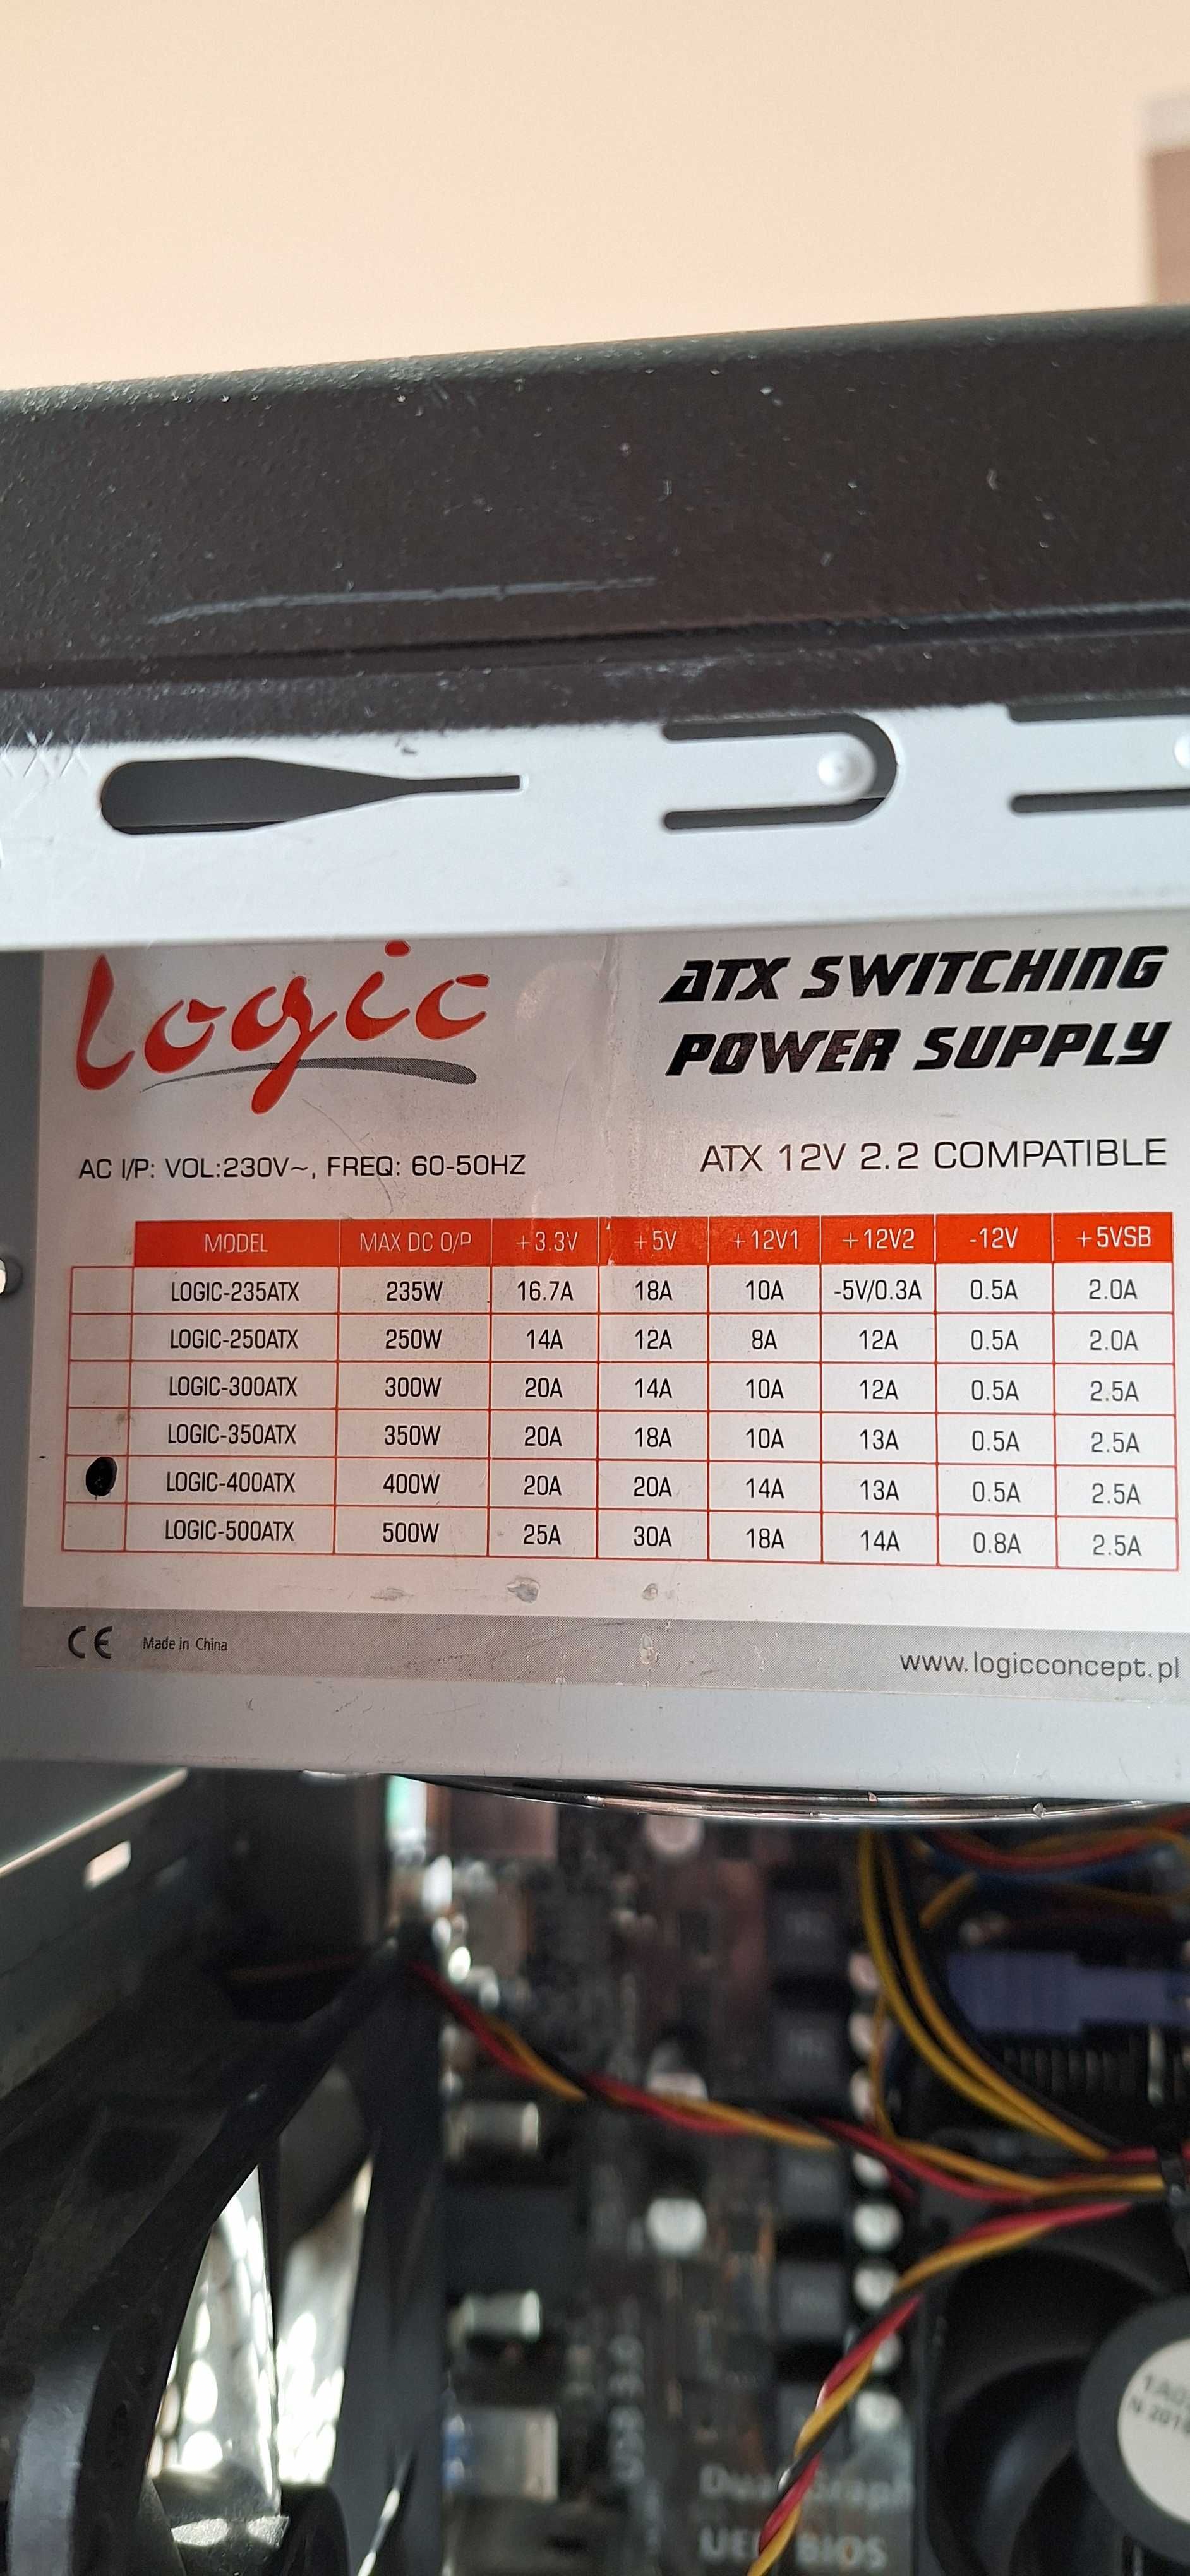 Logic
ATX SWITCHING
POWER SUPPLY
AC I/P: VOL:230V~, FREQ: 60-50HZ
ATX 12V 2.2 COMPATIBLE
MODEL MAX DC O/P +3.3V +5V +12V1 +12V2 -12V +5VSB
LOGIC-235ATX 235W 16.7A 18A 10A -5V/0.3A 0.5A 2.0A
LOGIC-250ATX 250W 14A 12A 8A 12A 0.5A 2.0A
LOGIC-300ATX 300W 20A 14A 10A 12A 0.5A 2.5A
LOGIC-350ATX 350W 20A 18A 10A 13A 0.5A 2.5A
LOGIC-400ATX 400W 20A 20A 14A 13A 0.5A 2.5A
LOGIC-500ATX 500W 25A 30A 18A 14A 0.8A 2.5A
CE Made in China
www.logicconcept.pl
BIOS